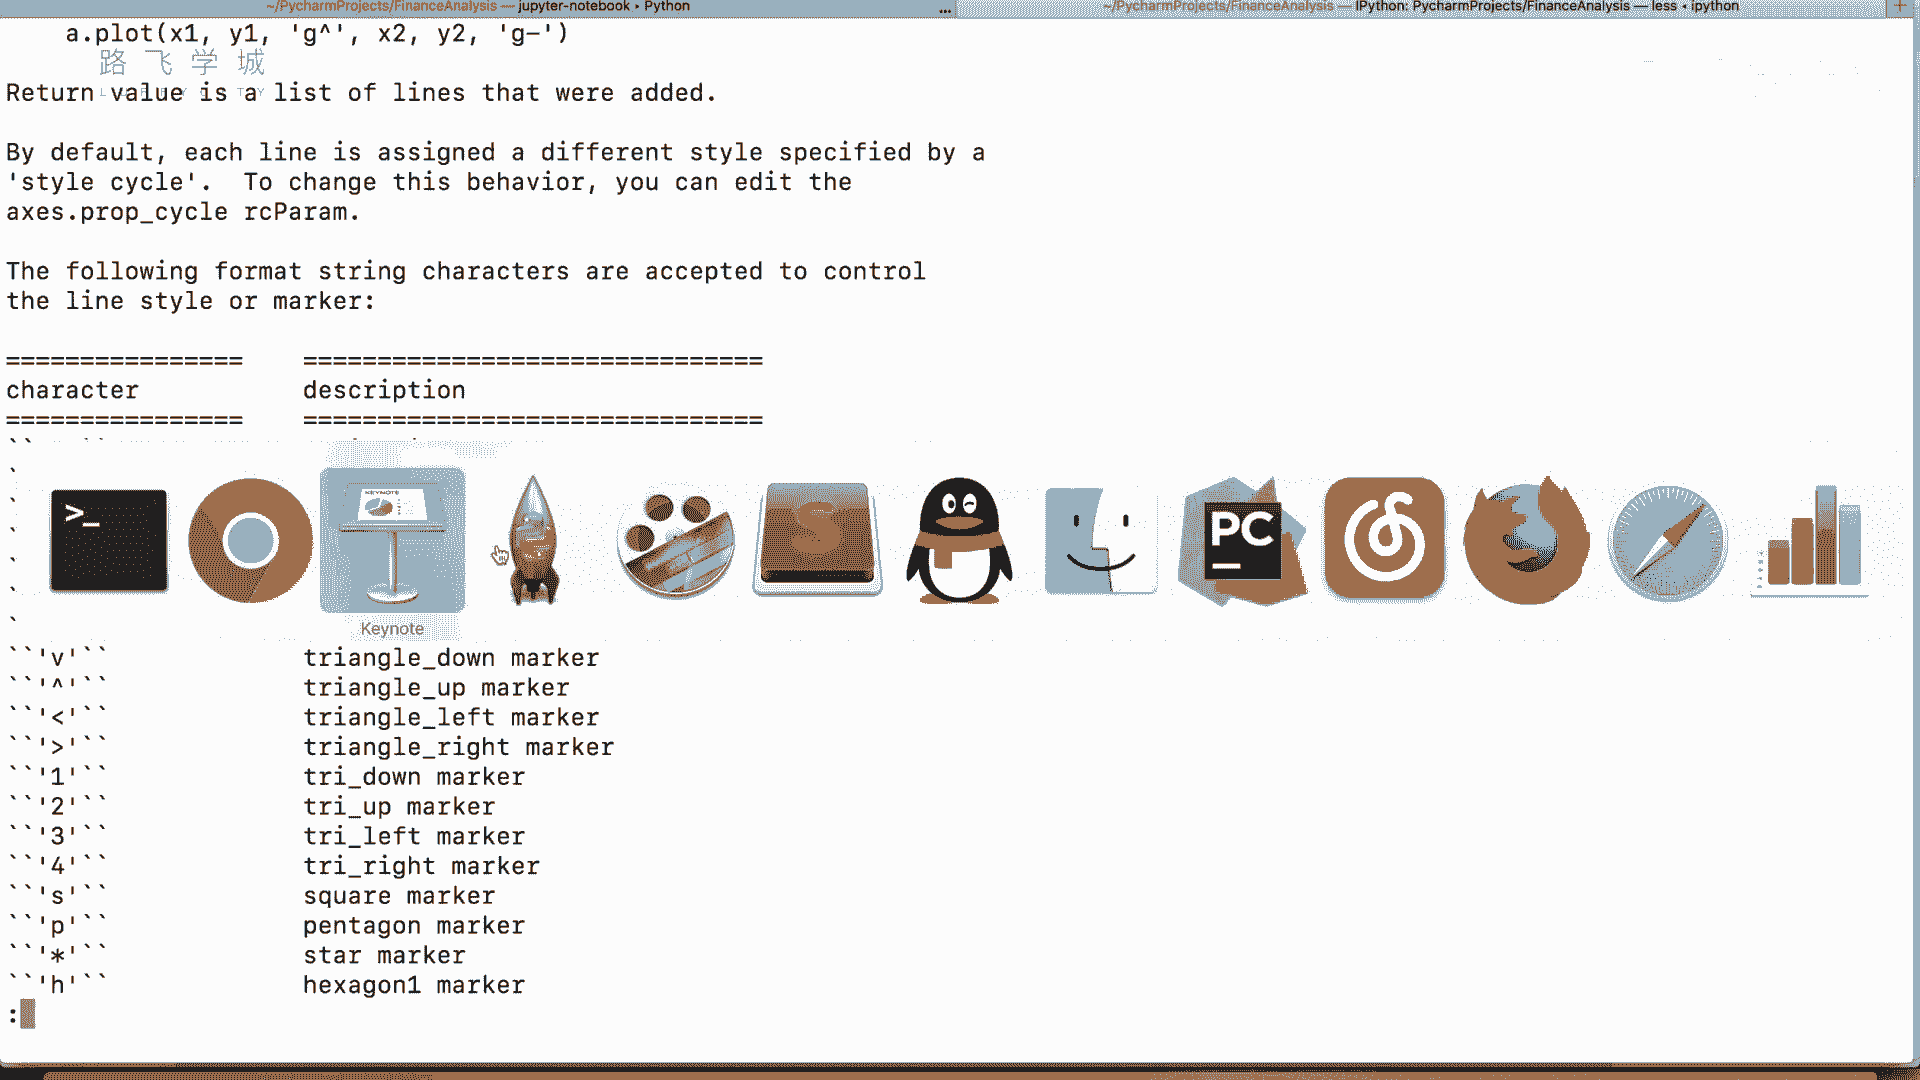 ~/PycharmProjects/FinanceAnalysis — jupyter-notebook • Python
... ~/PycharmProjects/FinanceAnalysis — IPython: PycharmProjects/FinanceAnalysis — less • ipython +
a.plot(x1, y1, 'g^', x2, y2, 'g-')
路飞学城
Return value is a list of lines that were added.
By default, each line is assigned a different style specified by a
'style cycle'.  To change this behavior, you can edit the
axes.prop_cycle rcParam.
The following format string characters are accepted to control
the line style or marker:
================    ===============================
character           description
================    ===============================
>_
KEYNOTE
S
PC
Keynote
``'v'``             triangle_down marker
``'^'``             triangle_up marker
``'<'``             triangle_left marker
``'>'``             triangle_right marker
``'1'``             tri_down marker
``'2'``             tri_up marker
``'3'``             tri_left marker
``'4'``             tri_right marker
``'s'``             square marker
``'p'``             pentagon marker
``'*'``             star marker
``'h'``             hexagon1 marker
: